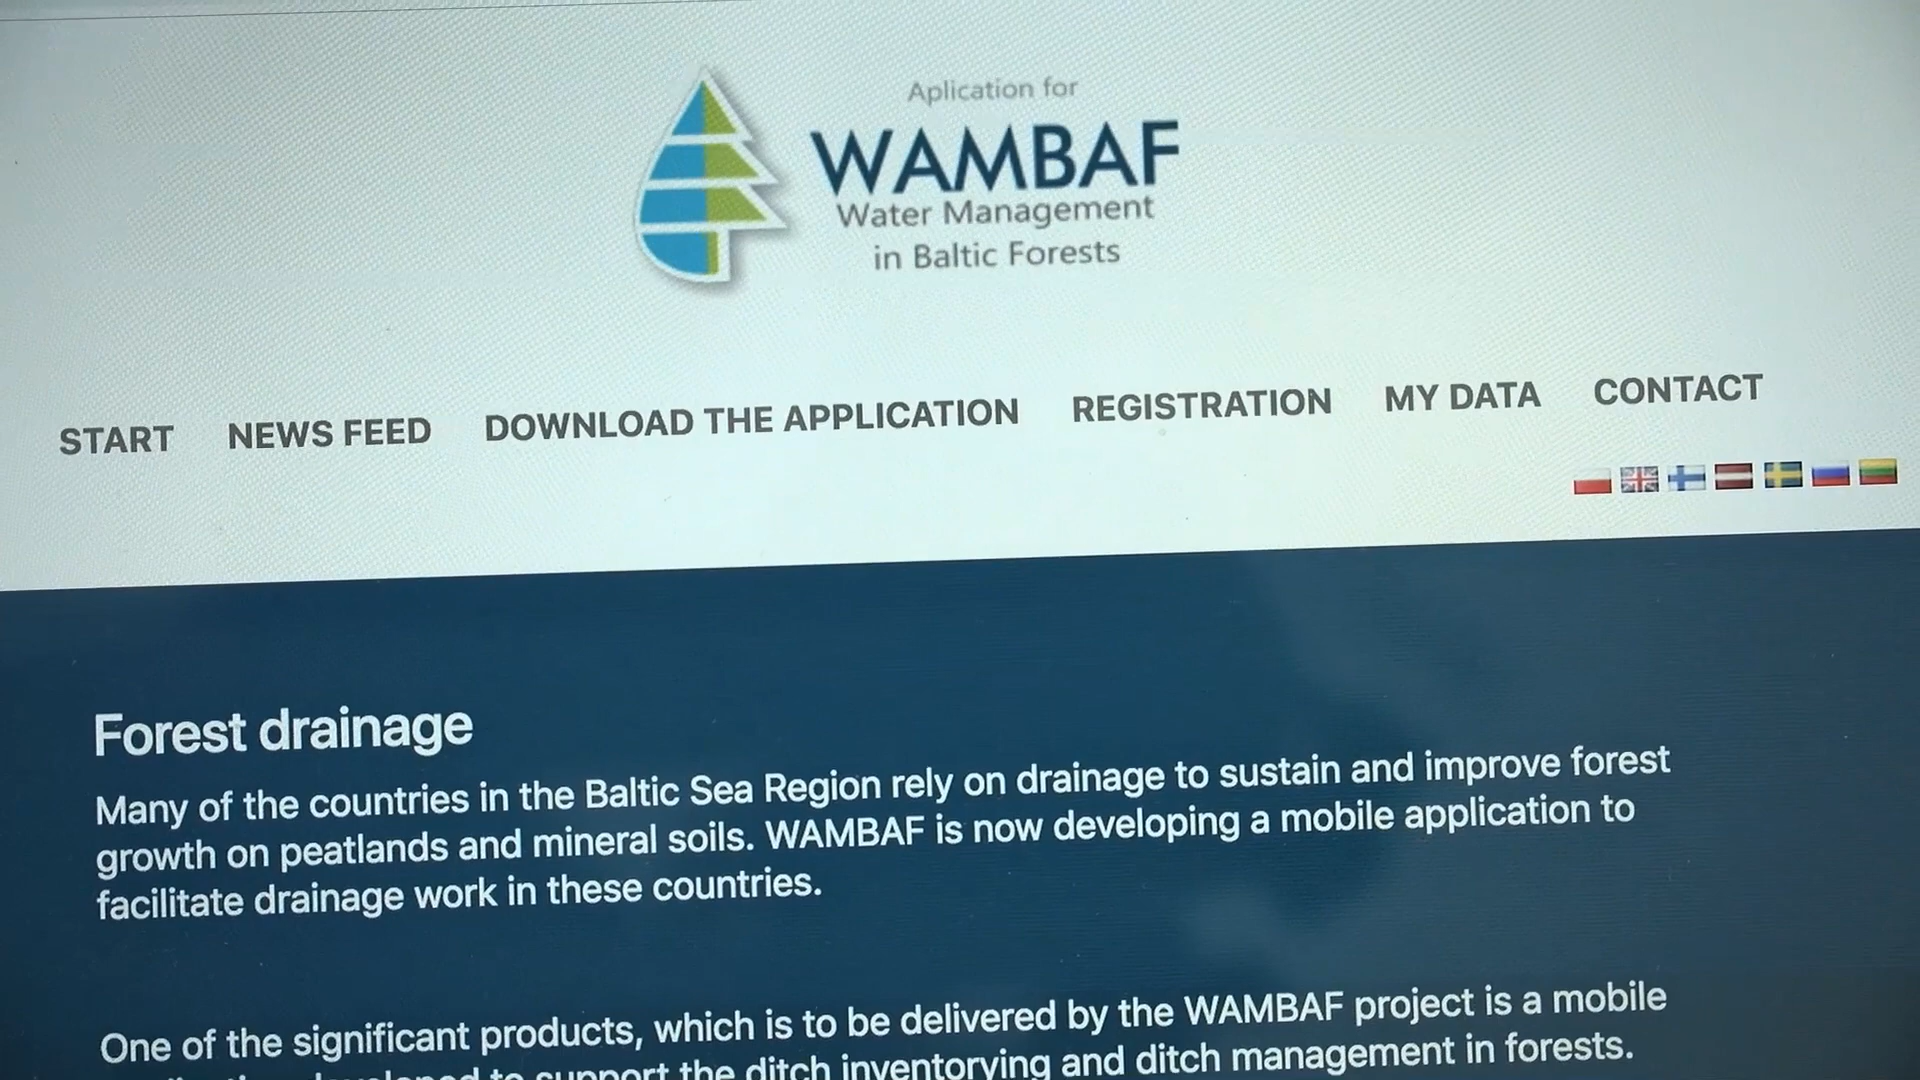 Aplication for
WAMBAF
Water Management
in Baltic Forests
START NEWS FEED DOWNLOAD THE APPLICATION REGISTRATION MY DATA CONTACT
Forest drainage
Many of the countries in the Baltic Sea Region rely on drainage to sustain and improve forest
growth on peatlands and mineral soils. WAMBAF is now developing a mobile application to
facilitate drainage work in these countries.
One of the significant products, which is to be delivered by the WAMBAF project is a mobile
to support the ditch inventorying and ditch management in forests.